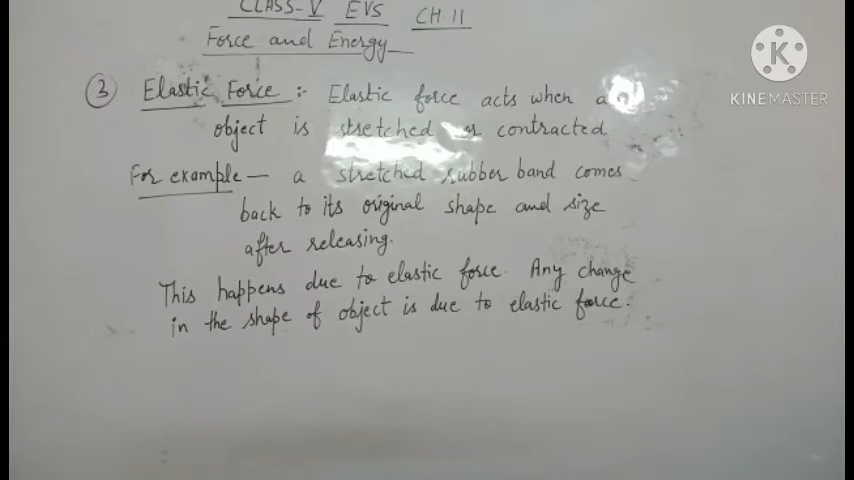 CLASS-V EVS CH.11
Force and Energy
③ Elastic Force :- Elastic force acts when a
object is stretched or contracted
For example — a stretched rubber band comes
back to its original shape and size
after releasing.
This happens due to elastic force. Any change
in the shape of object is due to elastic force.
K
KINEMASTER